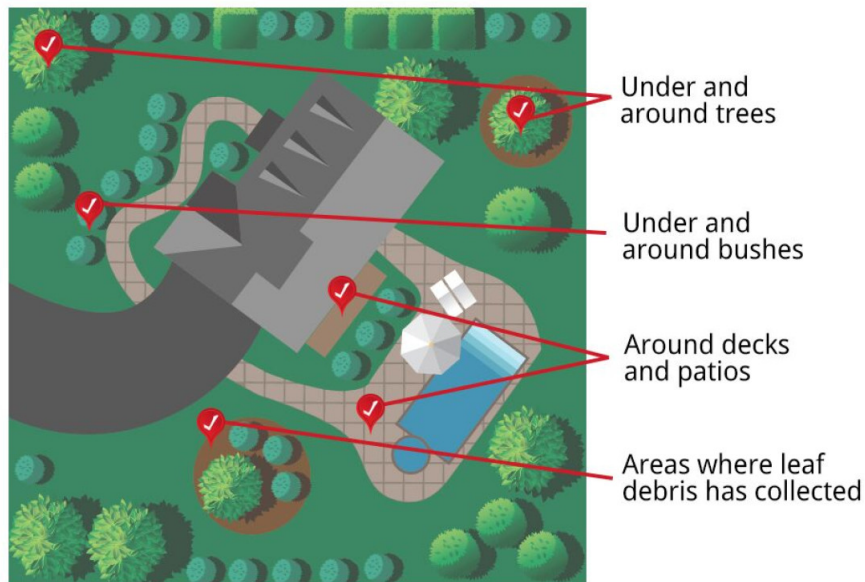 Under and
around trees
Under and
around bushes
Around decks
and patios
Areas where leaf
debris has collected